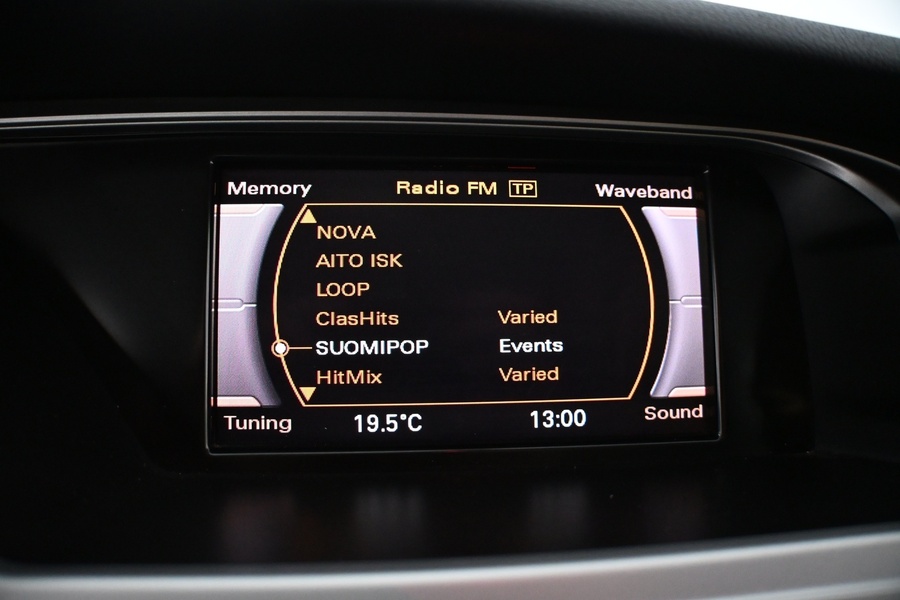 Memory Radio FM TP Waveband
NOVA
AITO ISK
LOOP
ClasHits Varied
SUOMIPOP Events
HitMix Varied
Tuning 19.5°C 13:00 Sound